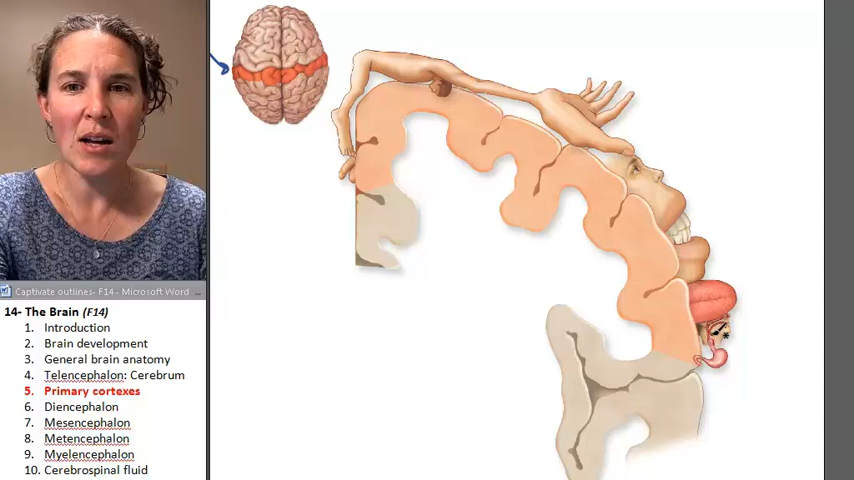 Captivate outlines- F14 - Microsoft Word
14- The Brain (F14)
1. Introduction
2. Brain development
3. General brain anatomy
4. Telencephalon: Cerebrum
5. Primary cortexes
6. Diencephalon
7. Mesencephalon
8. Metencephalon
9. Myelencephalon
10. Cerebrospinal fluid